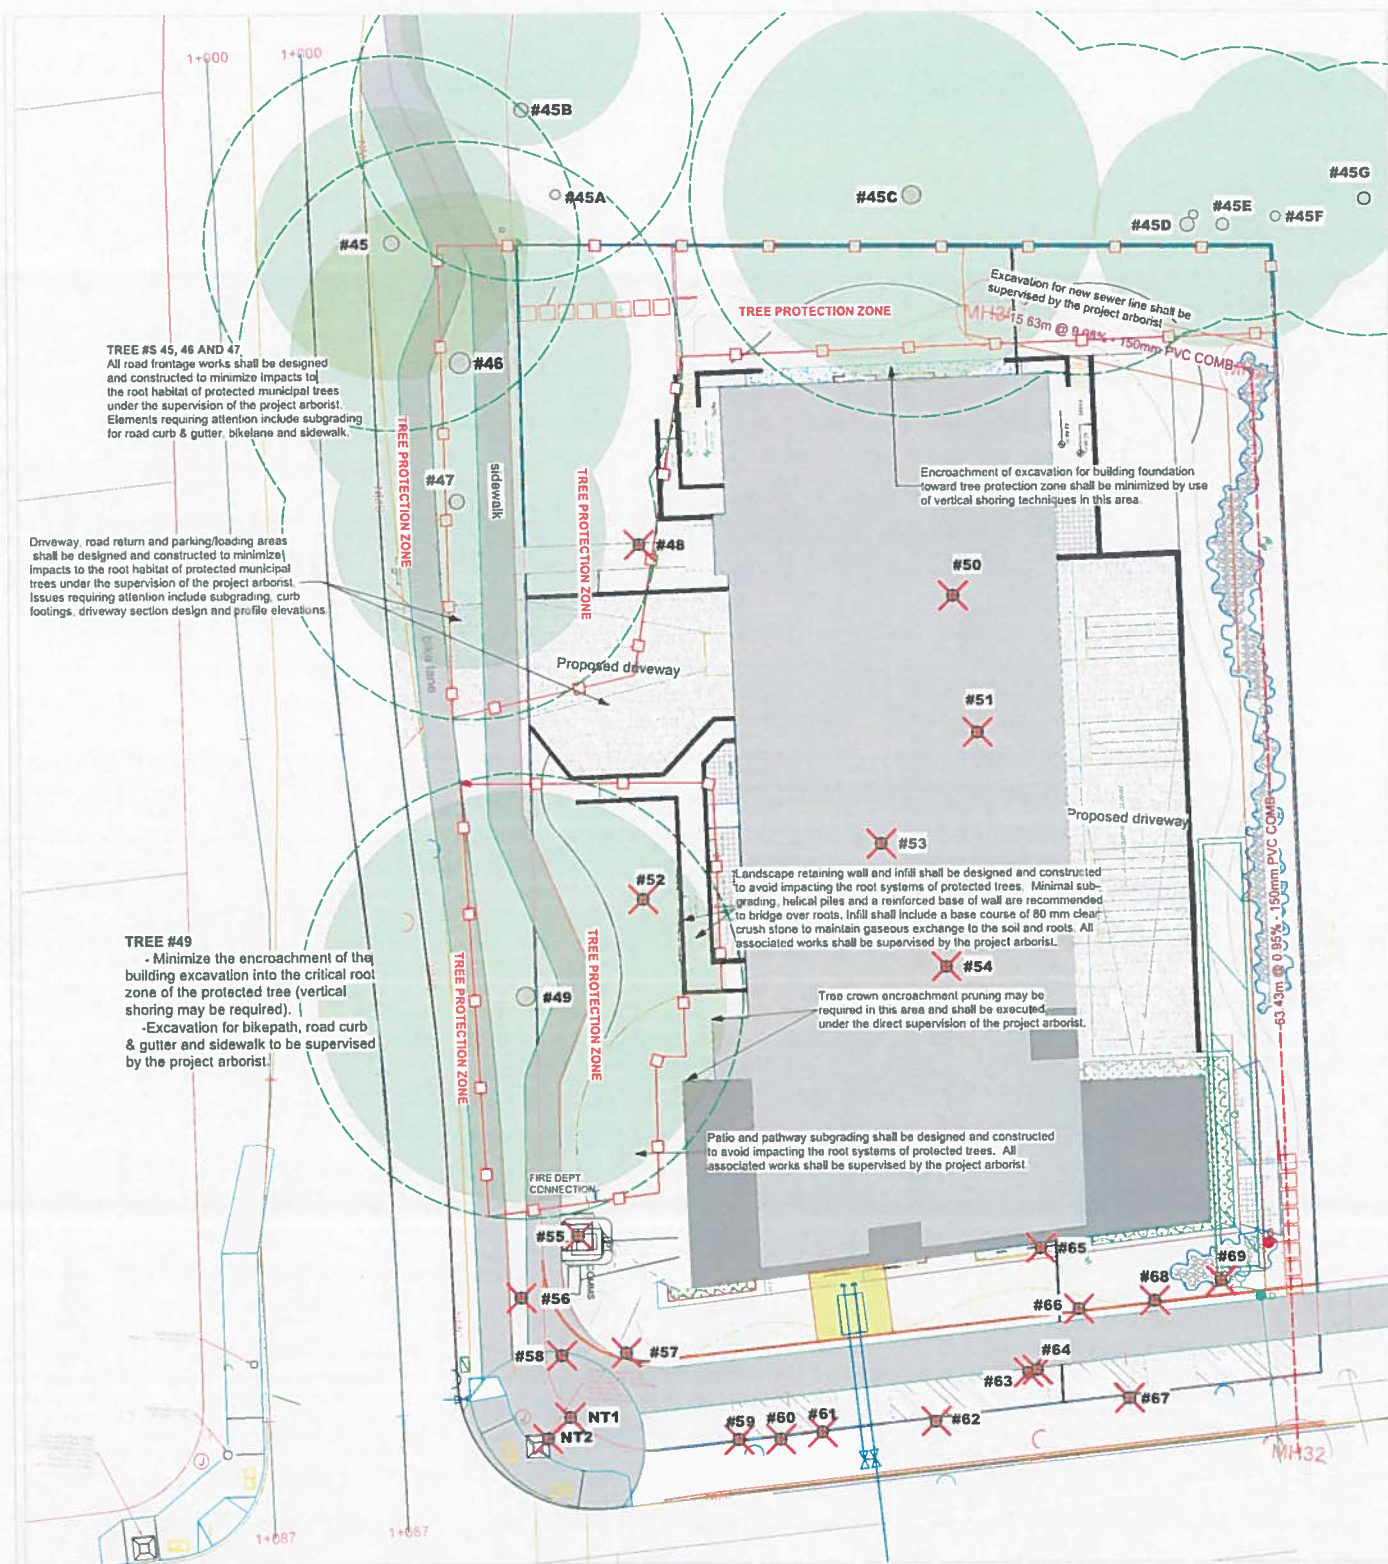 1+000
1+000
#45B
#45A
#45C
#45D
#45E
#45F
#45G
#45
Excavation for new sewer line shall be
supervised by the project arborist
TREE PROTECTION ZONE
15 63m @ 0.98% - 150mm PVC COMB
TREE #S 45, 46 AND 47
All road frontage works shall be designed
and constructed to minimize impacts to
the root habitat of protected municipal trees
under the supervision of the project arborist.
Elements requiring attention include subgrading
for road curb & gutter, bikelane and sidewalk.
#46
TREE PROTECTION ZONE
sidewalk
#47
TREE PROTECTION ZONE
Encroachment of excavation for building foundation
toward tree protection zone shall be minimized by use
of vertical shoring techniques in this area.
Driveway, road return and parking/loading areas
shall be designed and constructed to minimize
impacts to the root habitat of protected municipal
trees under the supervision of the project arborist.
Issues requiring attention include subgrading, curb
footings, driveway section design and profile elevations.
#48
#50
bike lane
Proposed driveway
#51
Proposed driveway
#53
#52
Landscape retaining wall and infill shall be designed and constructed
to avoid impacting the root systems of protected trees. Minimal sub-
grading, helical piles and a reinforced base of wall are recommended
to bridge over roots. Infill shall include a base course of 80 mm clear
crush stone to maintain gaseous exchange to the soil and roots. All
associated works shall be supervised by the project arborist.
63.43m @ 0.95% - 150mm PVC COMB
TREE #49
- Minimize the encroachment of the
building excavation into the critical root
zone of the protected tree (vertical
shoring may be required).
-Excavation for bikepath, road curb
& gutter and sidewalk to be supervised
by the project arborist.
TREE PROTECTION ZONE
TREE PROTECTION ZONE
#49
#54
Tree crown encroachment pruning may be
required in this area and shall be executed
under the direct supervision of the project arborist.
Patio and pathway subgrading shall be designed and constructed
to avoid impacting the root systems of protected trees. All
associated works shall be supervised by the project arborist.
FIRE DEPT.
CONNECTION
#55
#65
#69
#68
#66
#56
#58
#57
#64
#63
#67
NT1
NT2
#59
#60
#61
#62
MH32
1+087
1+087